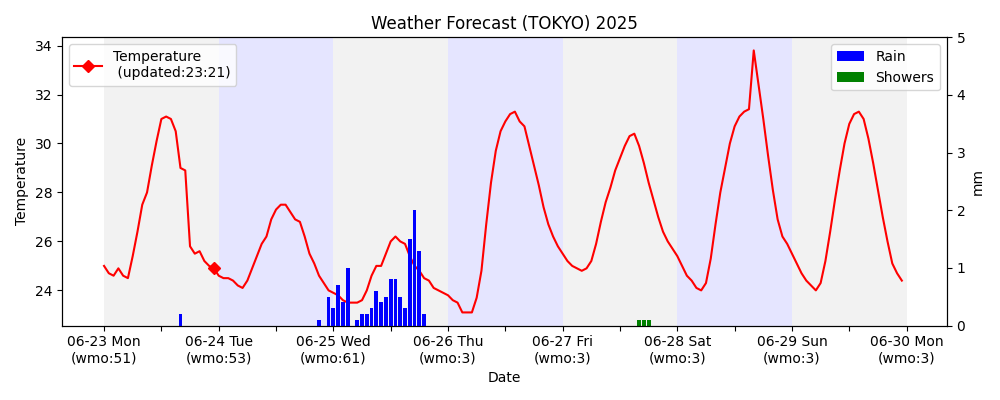 Weather Forecast (TOKYO) 2025
Temperature
(updated:23:21)
Rain
Showers
34
32
30
28
26
24
Temperature
5
4
3
2
1
0
mm
06-23 Mon
(wmo:51)
06-24 Tue
(wmo:53)
06-25 Wed
(wmo:61)
06-26 Thu
(wmo:3)
06-27 Fri
(wmo:3)
06-28 Sat
(wmo:3)
06-29 Sun
(wmo:3)
06-30 Mon
(wmo:3)
Date